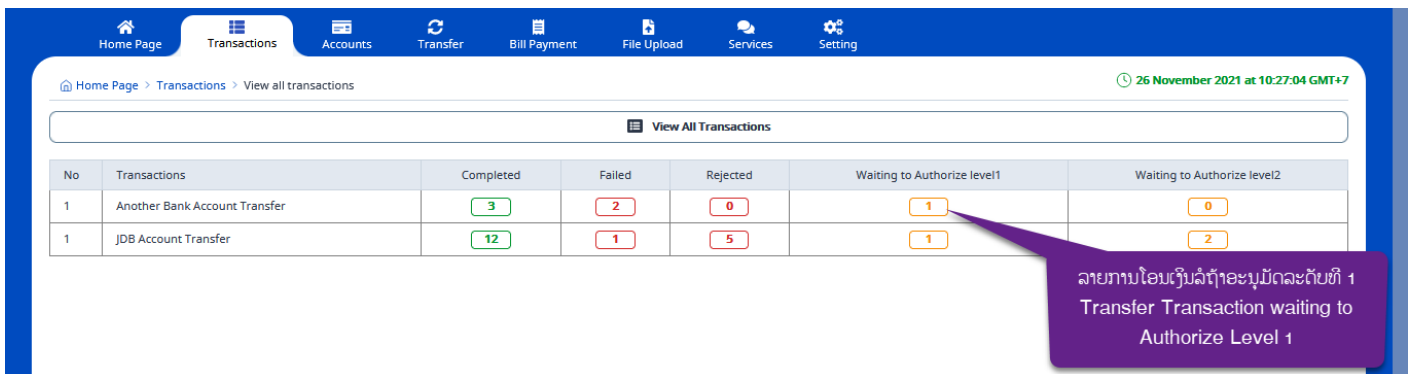 Home Page Transactions Accounts Transfer Bill Payment File Upload Services Setting
Home Page > Transactions > View all transactions 26 November 2021 at 10:27:04 GMT+7
View All Transactions
No Transactions Completed Failed Rejected Waiting to Authorize level1 Waiting to Authorize level2
1 Another Bank Account Transfer 3 2 0 1 0
1 JDB Account Transfer 12 1 5 1 2
ລາຍການໂອນເງິນລໍຖ້າອະນຸມັດລະດັບທີ 1
Transfer Transaction waiting to
Authorize Level 1